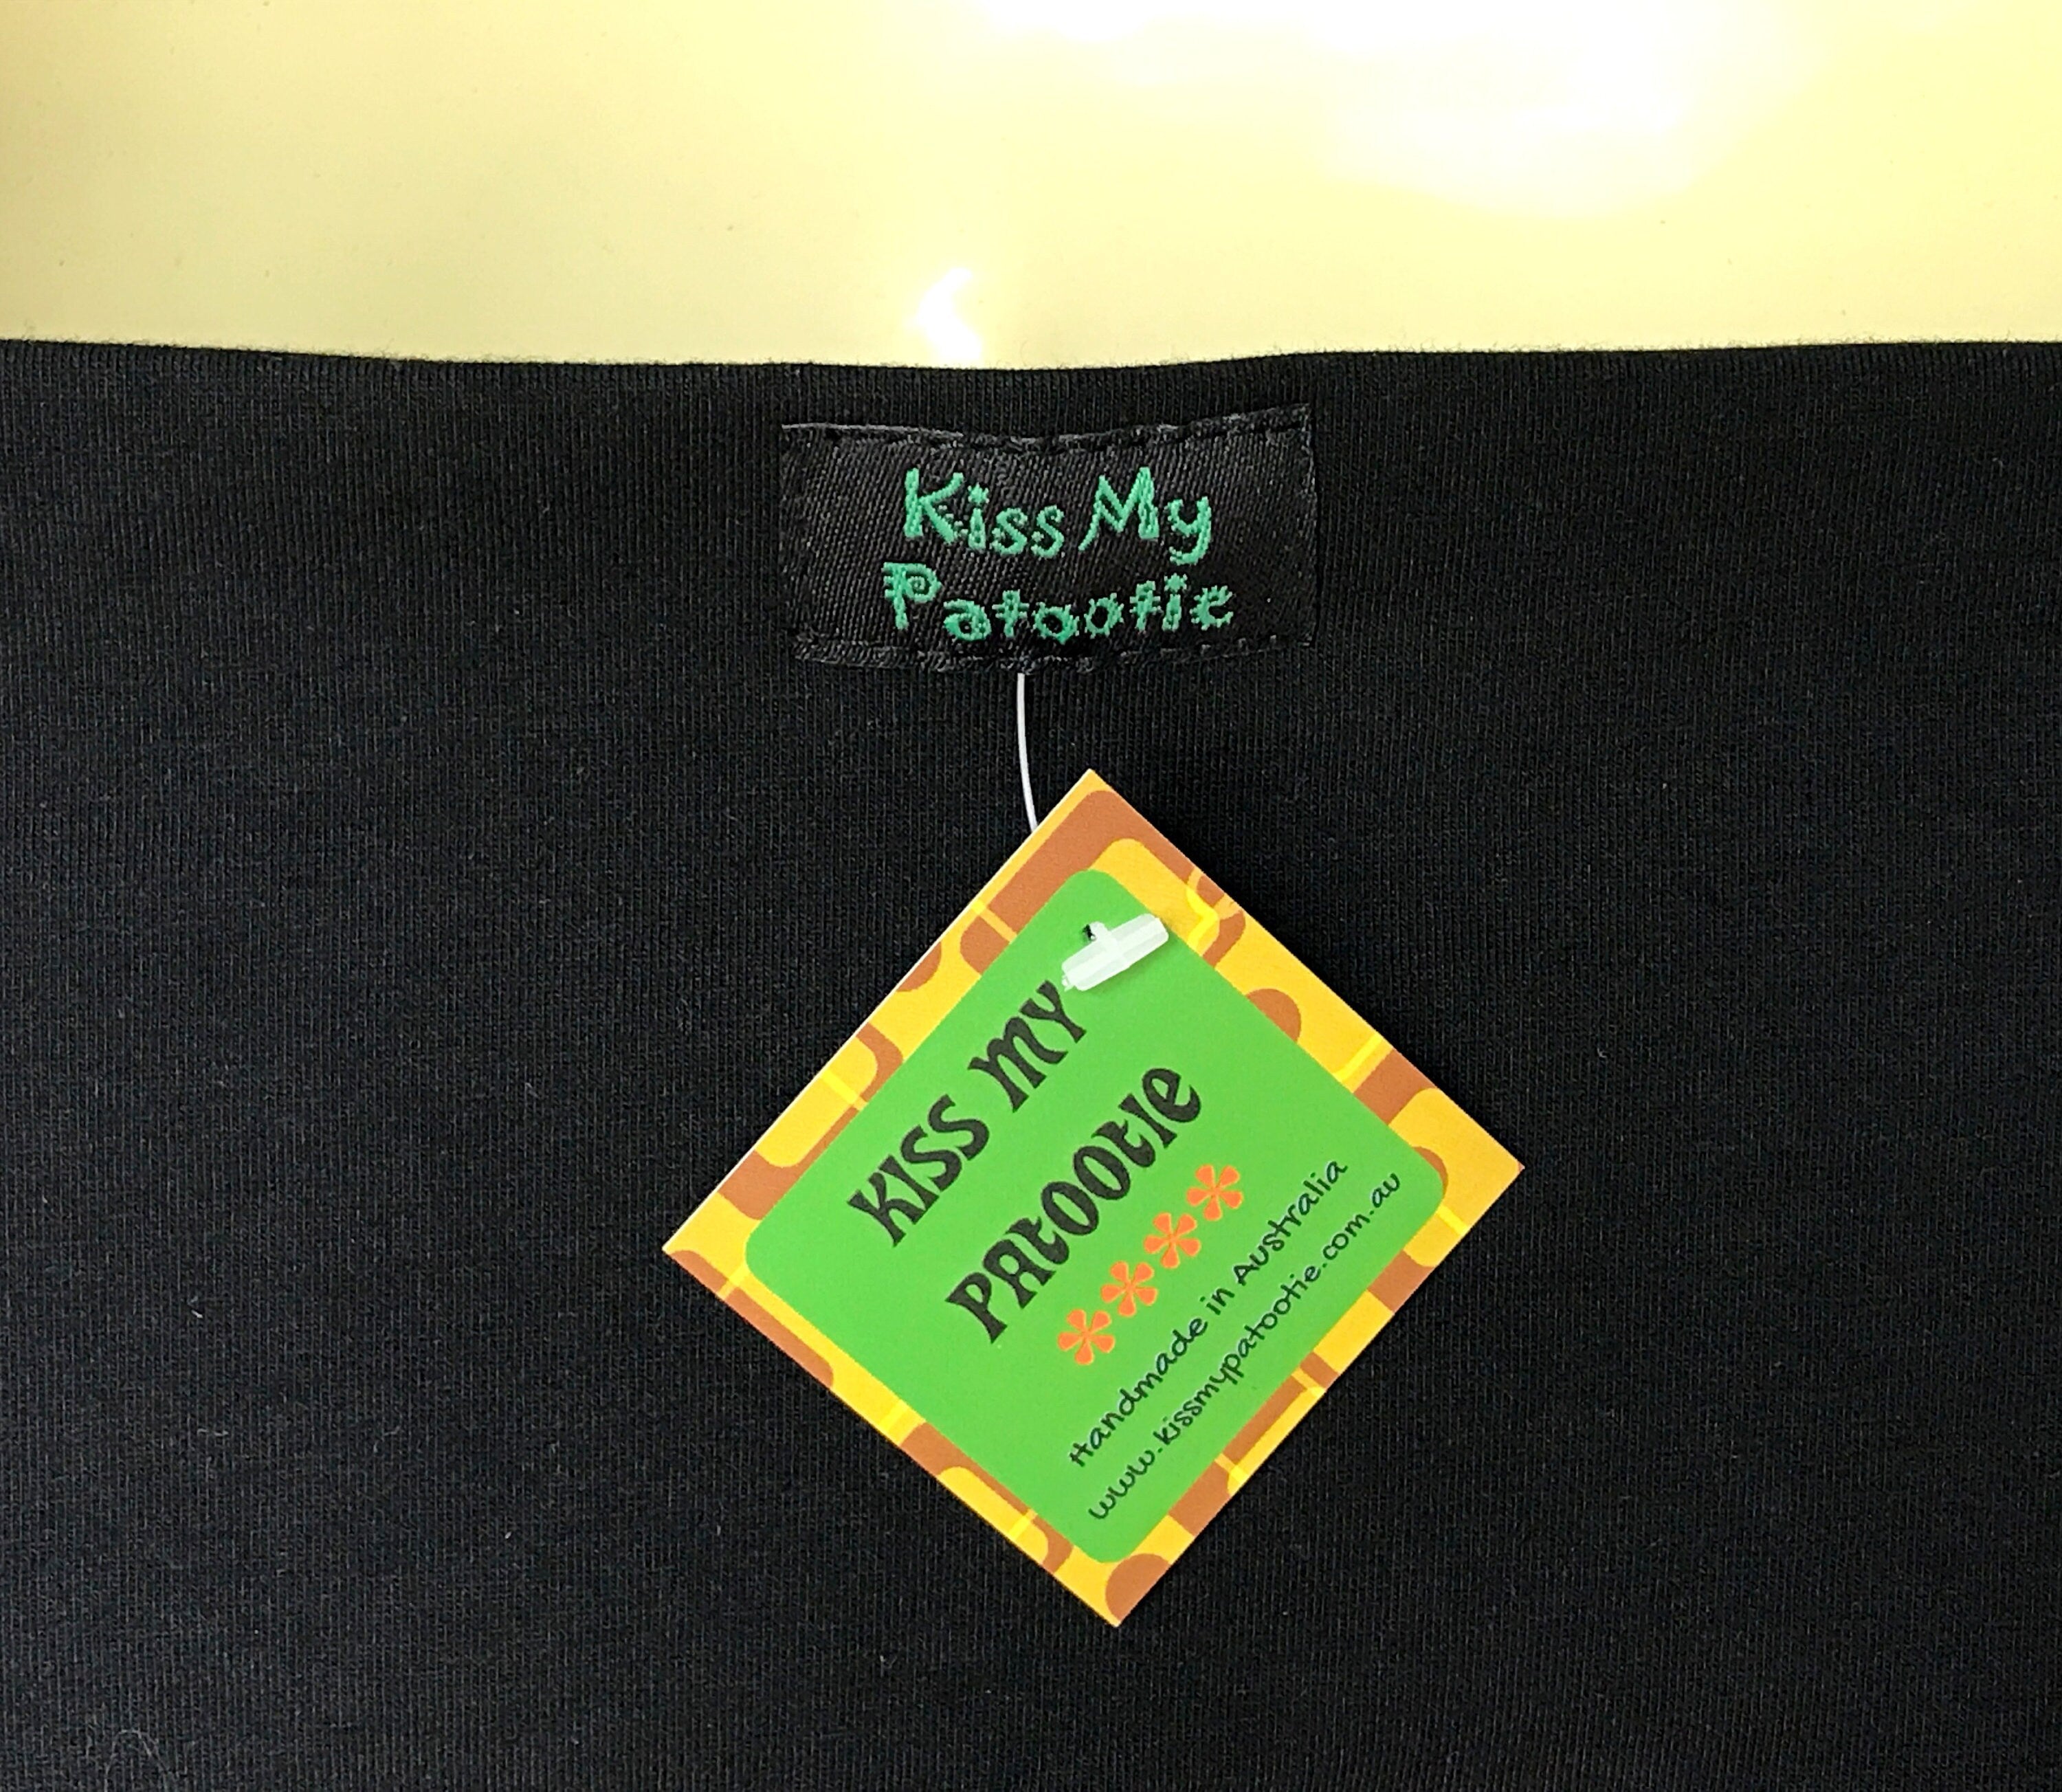 Kiss My
Patootie
KISS MY
PATOOTIE
Handmade in Australia
www.kissmypatootie.com.au